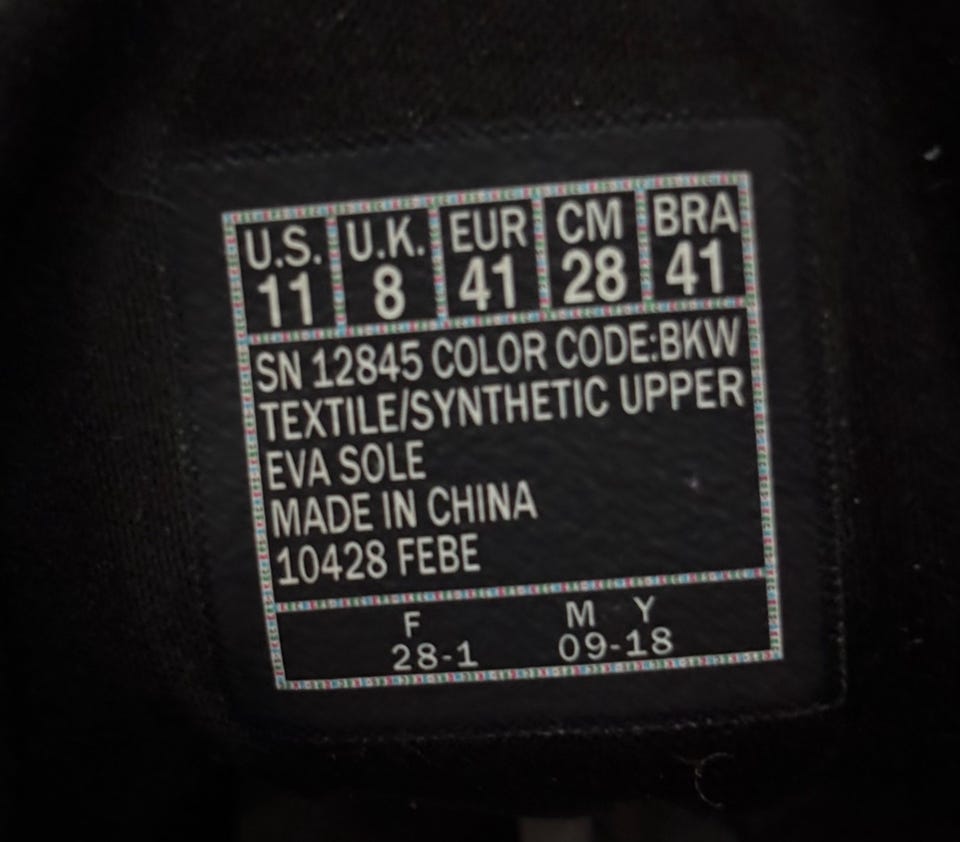 U.S. U.K. EUR CM BRA
11 8 41 28 41
SN 12845 COLOR CODE:BKW
TEXTILE/SYNTHETIC UPPER
EVA SOLE
MADE IN CHINA
10428 FEBE
F M Y
28-1 09-18